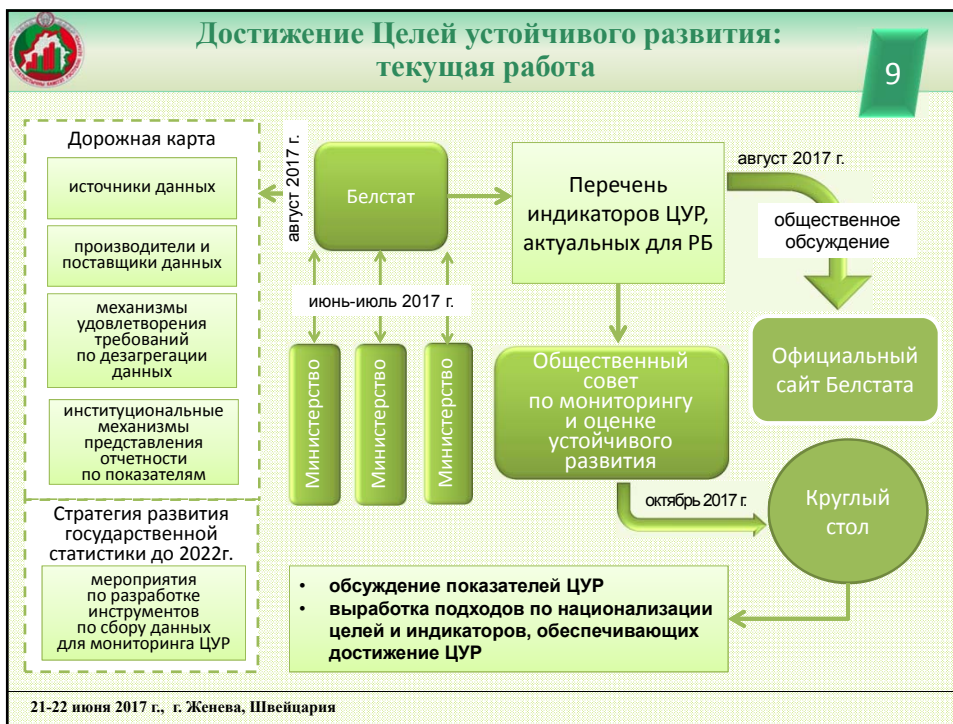 Достижение Целей устойчивого развития:
текущая работа
9
Дорожная карта
источники данных
производители и
поставщики данных
механизмы
удовлетворения
требований
по дезагрегации
данных
институциональные
механизмы
представления
отчетности
по показателям
Стратегия развития
государственной
статистики до 2022г.
мероприятия
по разработке
инструментов
по сбору данных
для мониторинга ЦУР
август 2017 г.
Белстат
июнь-июль 2017 г.
Министерство
Министерство
Министерство
Перечень
индикаторов ЦУР,
актуальных для РБ
август 2017 г.
общественное
обсуждение
Официальный
сайт Белстата
Общественный
совет
по мониторингу
и оценке
устойчивого
развития
октябрь 2017 г.
Круглый
стол
• обсуждение показателей ЦУР
• выработка подходов по национализации
целей и индикаторов, обеспечивающих
достижение ЦУР
21-22 июня 2017 г., г. Женева, Швейцария